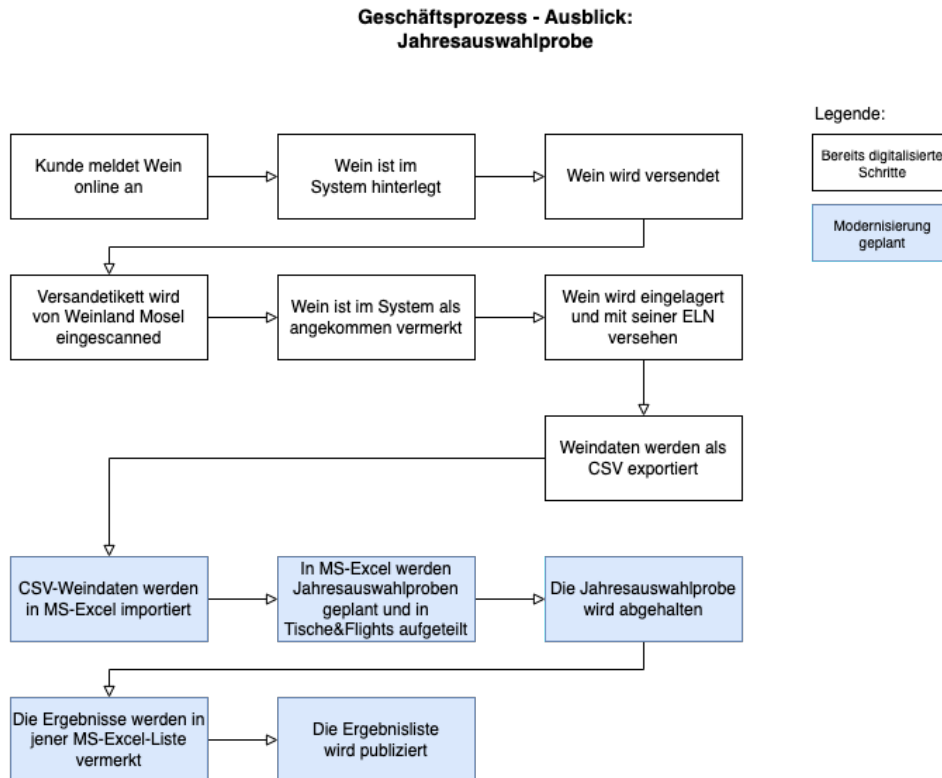 Geschäftsprozess - Ausblick:
Jahresauswahlprobe
Legende:
Bereits digitalisierte
Schritte
Modernisierung
geplant
Kunde meldet Wein
online an
Wein ist im
System hinterlegt
Wein wird versendet
Versandetikett wird
von Weinland Mosel
eingescanned
Wein ist im System als
angekommen vermerkt
Wein wird eingelagert
und mit seiner ELN
versehen
Weindaten werden als
CSV exportiert
CSV-Weindaten werden
in MS-Excel importiert
In MS-Excel werden
Jahresauswahlproben
geplant und in
Tische&Flights aufgeteilt
Die Jahresauswahlprobe
wird abgehalten
Die Ergebnisse werden in
jener MS-Excel-Liste
vermerkt
Die Ergebnisliste
wird publiziert